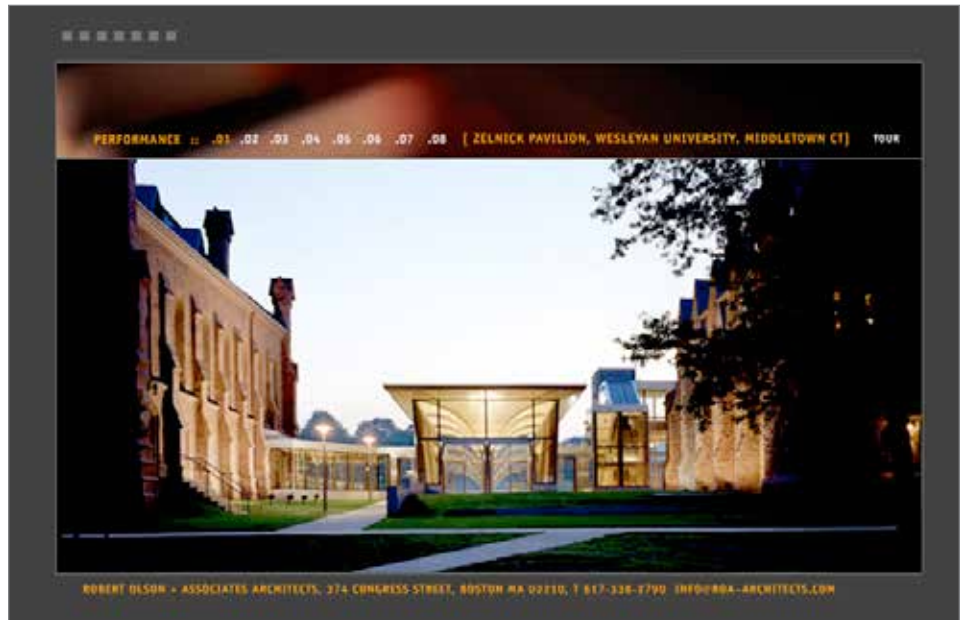 PERFORMANCE :: .01 .02 .03 .04 .05 .06 .07 .08 [ ZELNICK PAVILION, WESLEYAN UNIVERSITY, MIDDLETOWN CT] TOUR
ROBERT OLSON + ASSOCIATES ARCHITECTS, 374 CONGRESS STREET, BOSTON MA 02210, T 617-338-2790 INFO@ROA-ARCHITECTS.COM